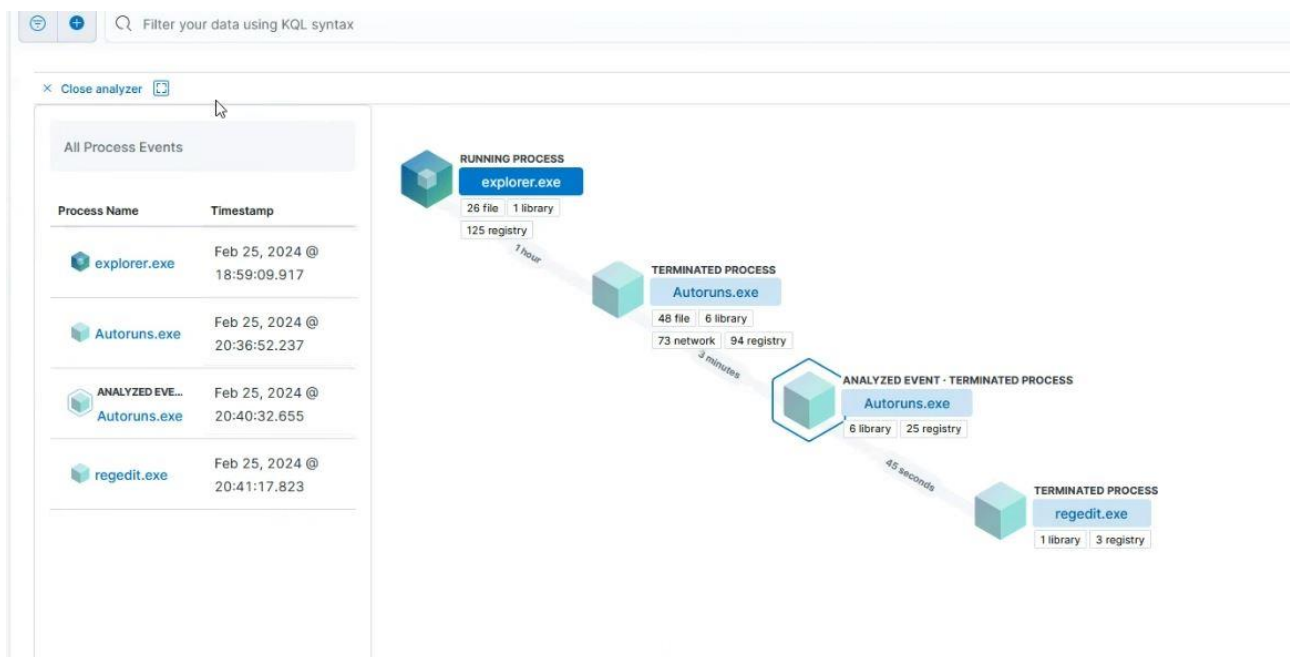 Filter your data using KQL syntax
Close analyzer
All Process Events
Process Name Timestamp
explorer.exe
Feb 25, 2024 @
18:59:09.917
Autoruns.exe
Feb 25, 2024 @
20:36:52.237
ANALYZED EVE...
Autoruns.exe
Feb 25, 2024 @
20:40:32.655
regedit.exe
Feb 25, 2024 @
20:41:17.823
RUNNING PROCESS
explorer.exe
26 file 1 library
125 registry
1 hour
TERMINATED PROCESS
Autoruns.exe
48 file 6 library
73 network 94 registry
3 minutes
ANALYZED EVENT · TERMINATED PROCESS
Autoruns.exe
6 library 25 registry
45 seconds
TERMINATED PROCESS
regedit.exe
1 library 3 registry